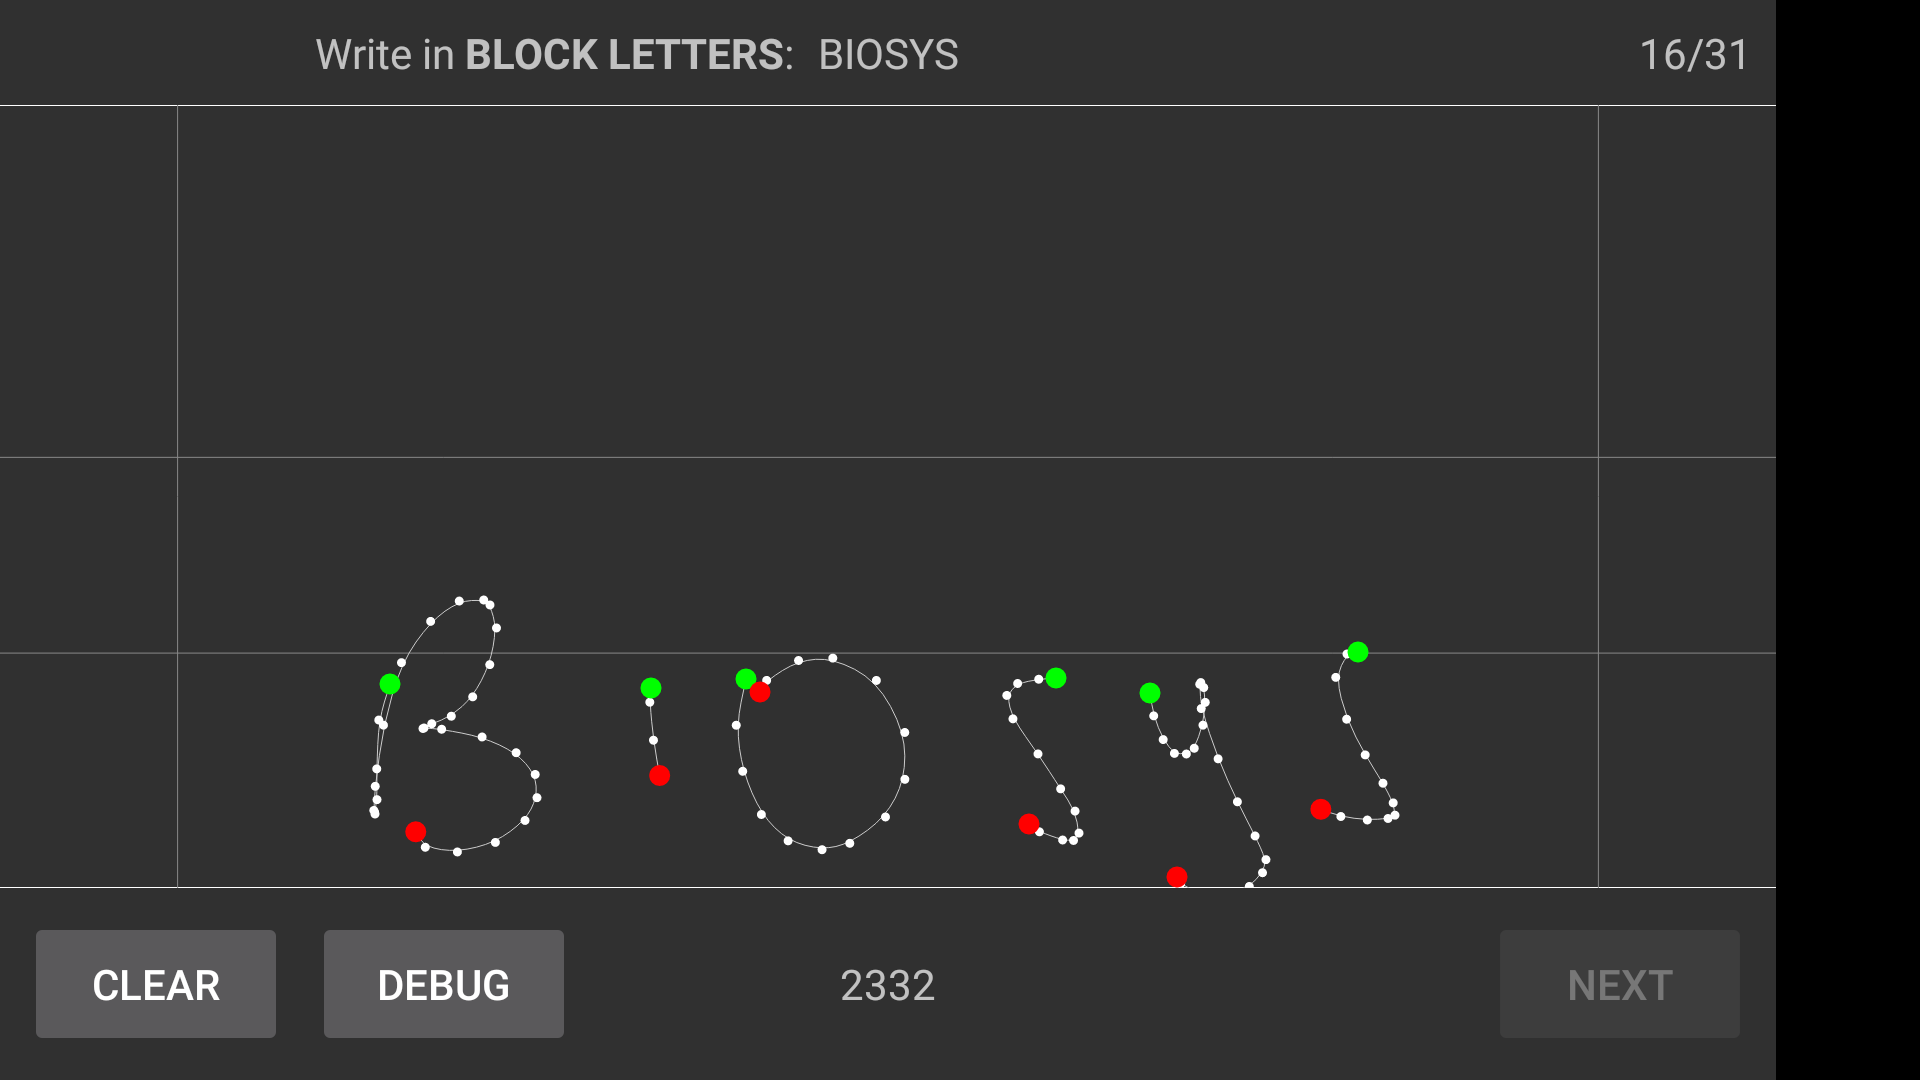 Write in BLOCK LETTERS: BIOSYS 16/31
BIOSYS
CLEAR DEBUG 2332 NEXT